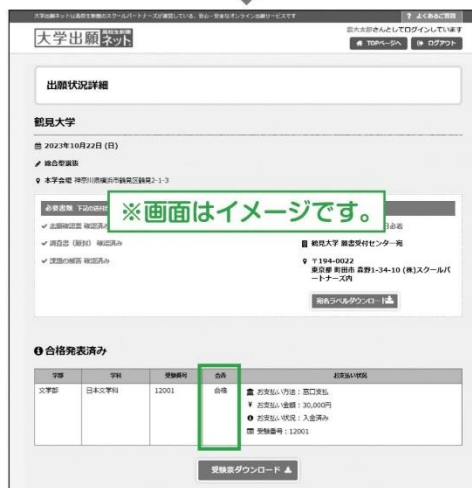 大学出願ネットは高校生新聞のスクールパートナーズが運営している、安心・安全なオンライン出願サービスです
? よくあるご質問
大学出願ネット
さんとしてログインしています
TOPページへ
ログアウト
出願状況詳細
鶴見大学
2023年10月22日 (日)
総合型選抜
本学会場 神奈川県横浜市鶴見区鶴見2-1-3
必要書類
※画面はイメージです。
必着
出願確認票 確認済み
調査書 (原封) 確認済み
課題の解答 確認済み
鶴見大学 願書受付センター宛
〒194-0022
東京都 町田市 森野1-34-10 (株)スクールパートナーズ内
宛名ラベルダウンロード
合格発表済み
学部 学科 受験番号 合否 お支払い状況
文学部 日本文学科 12001 合格
お支払い方法：窓口支払
¥ お支払い金額：30,000円
お支払い状況：入金済み
受験番号：12001
受験票ダウンロード